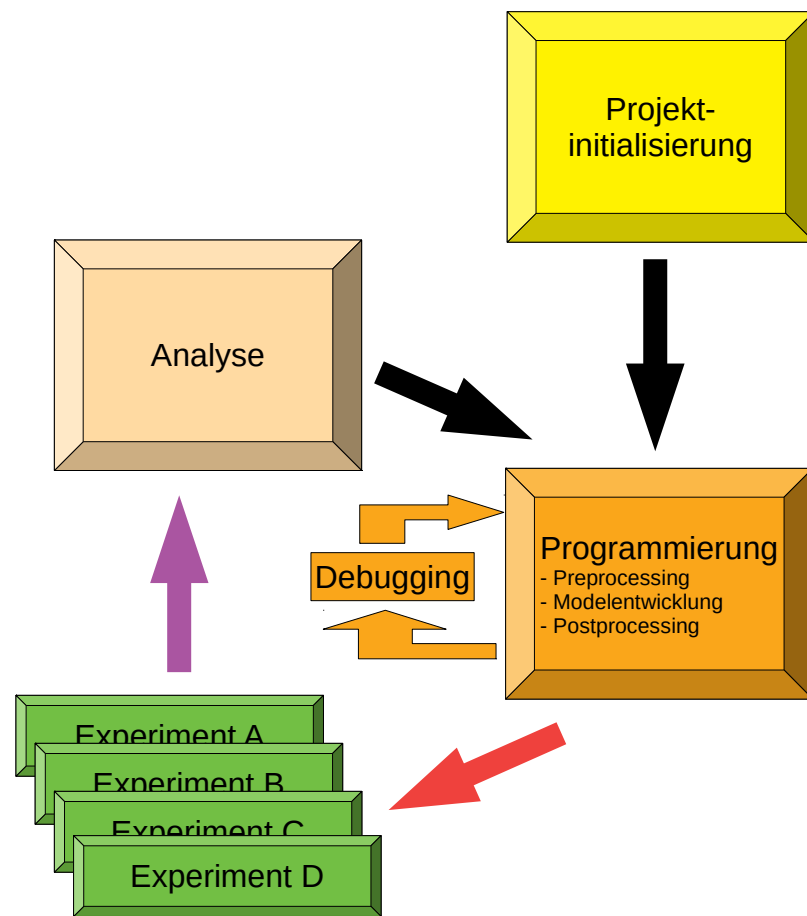 Projekt-
initialisierung
Analyse
Programmierung
- Preprocessing
- Modelentwicklung
- Postprocessing
Debugging
Experiment A
Experiment B
Experiment C
Experiment D